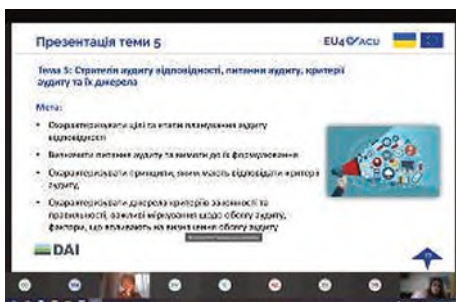 Презентація теми 5
EU4 ACU
Тема 5: Стратегія аудиту відповідності, питання аудиту, критерії
аудиту та їх джерела
Мета:
• Охарактеризувати цілі та етапи планування аудиту
відповідності
• Визначити питання аудиту та вимоги до їх формулювання
• Охарактеризувати принципи, яким мають відповідати критерії
аудиту,
• Охарактеризувати джерела критеріїв законності та
правильності, важливі міркування щодо обсягу аудиту,
фактори, що впливають на визначення обсягу аудиту
DAI